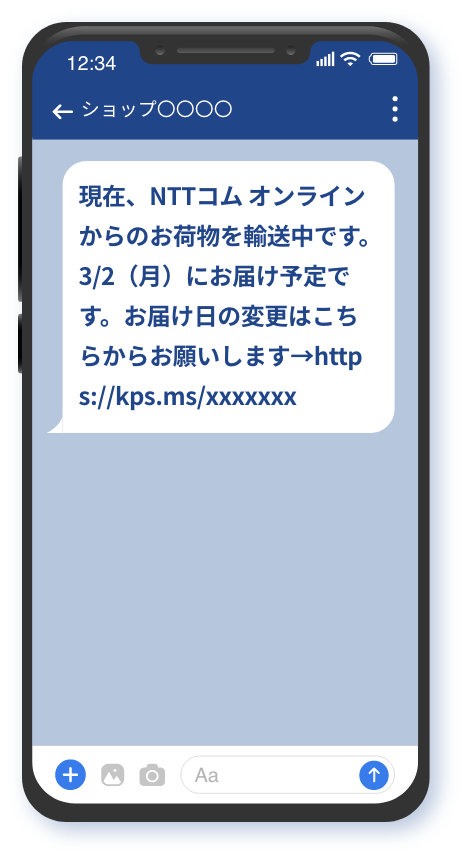 12:34
ショップ〇〇〇〇
現在、NTTコム オンライン
からのお荷物を輸送中です。
3/2（月）にお届け予定で
す。お届け日の変更はこち
らからお願いします→http
s://kps.ms/xxxxxxx
Aa